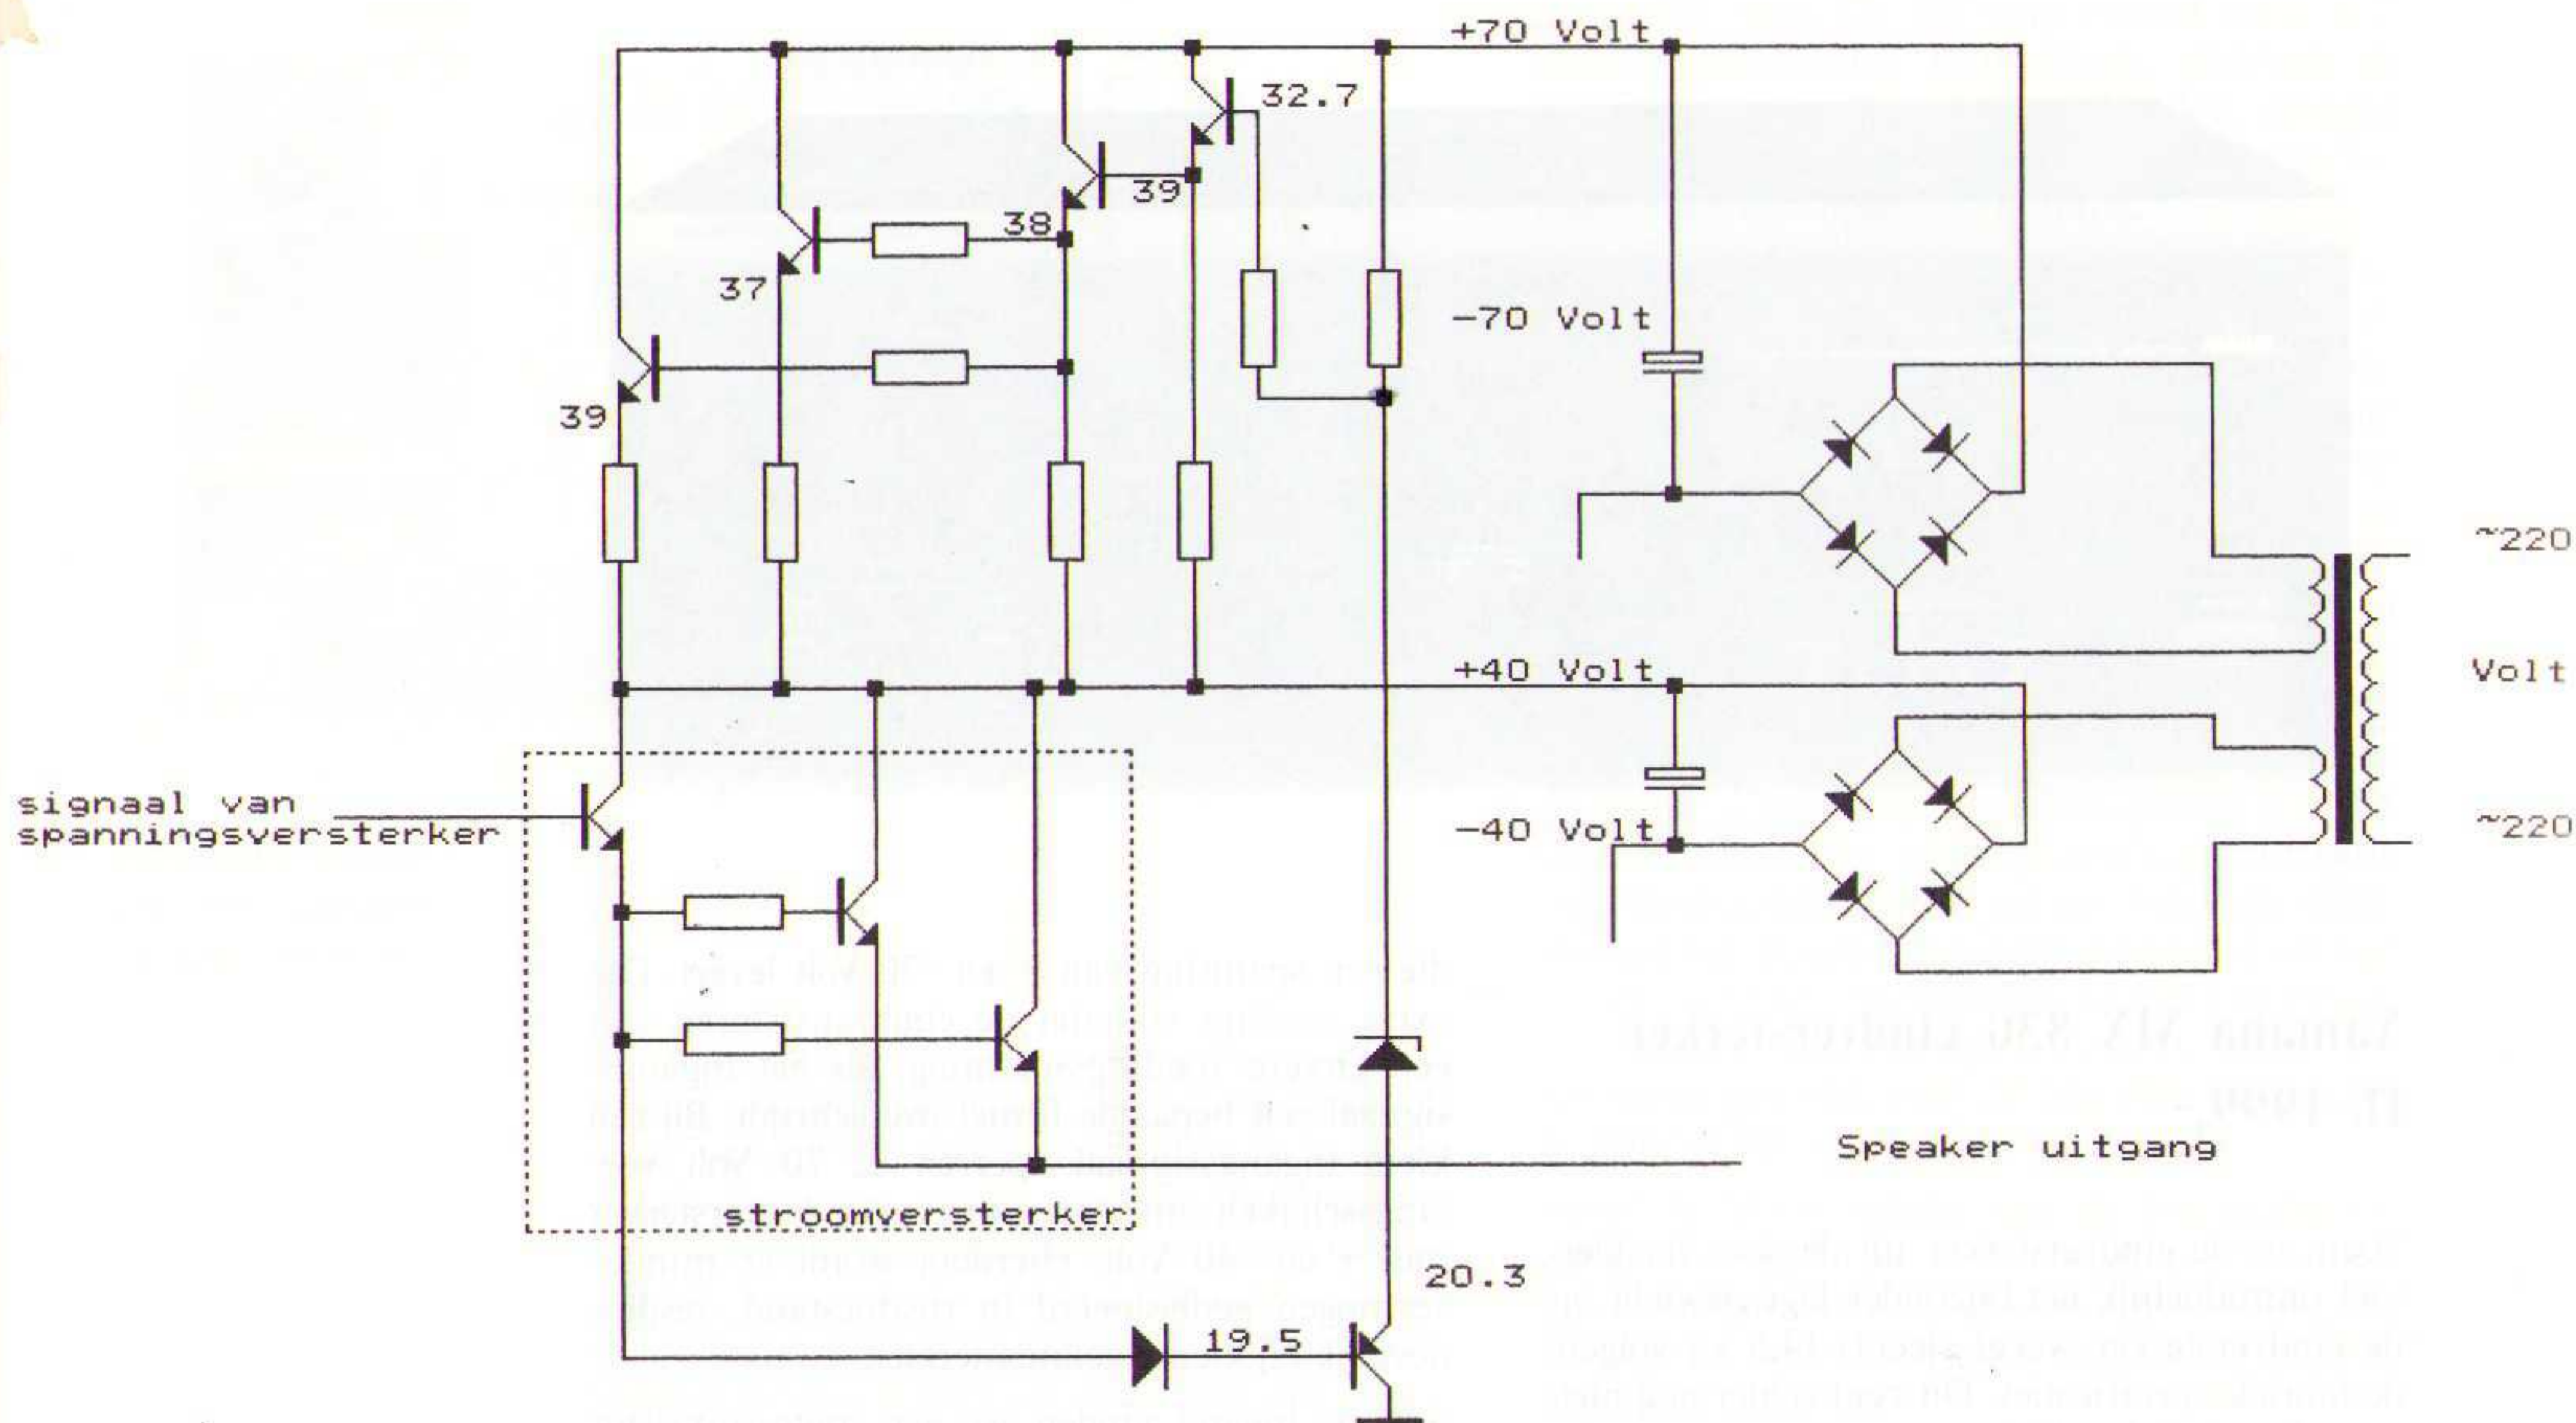 +70 Volt
32.7
39
38
37
-70 Volt
39
~220
+40 Volt
Volt
signaal van
spanningsversterker
-40 Volt
~220
Speaker uitgang
stroomversterker
20.3
19.5